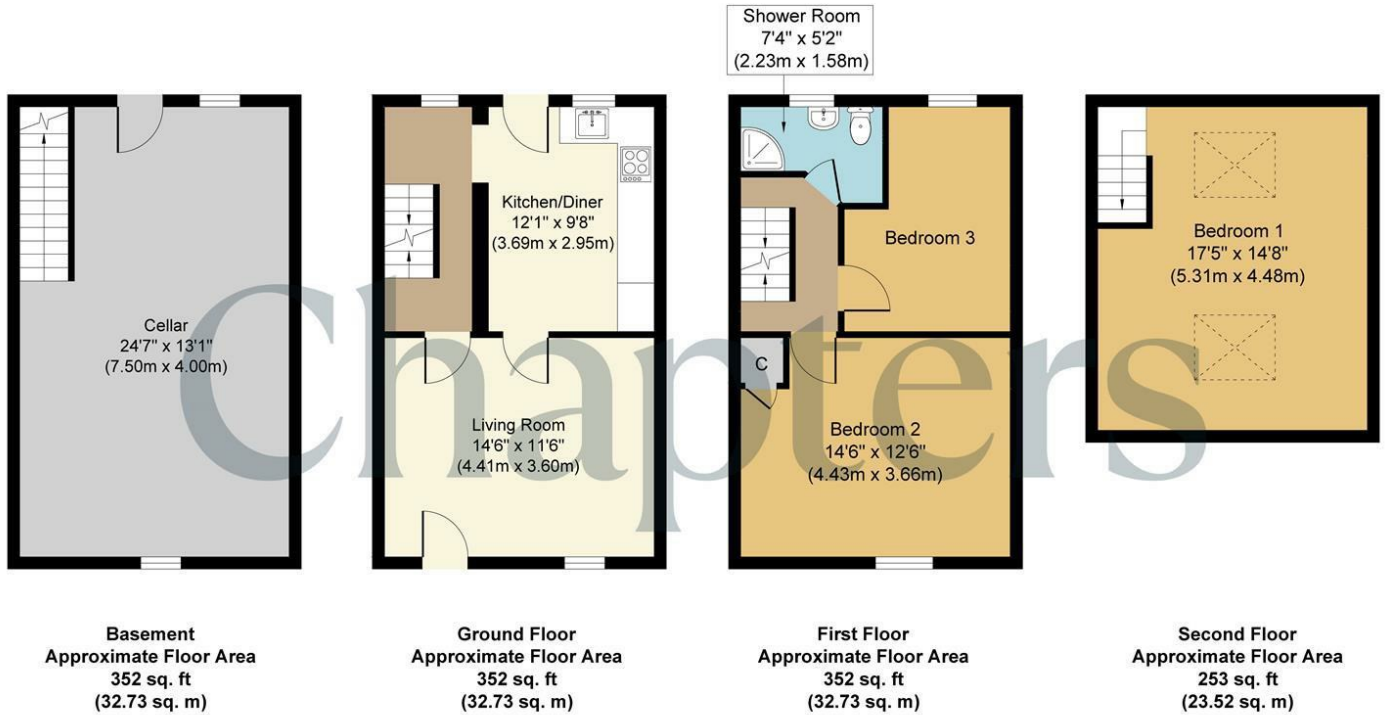 Shower Room
7'4" x 5'2"
(2.23m x 1.58m)
Cellar
24'7" x 13'1"
(7.50m x 4.00m)
Kitchen/Diner
12'1" x 9'8"
(3.69m x 2.95m)
Living Room
14'6" x 11'6"
(4.41m x 3.60m)
Bedroom 3
C
Bedroom 2
14'6" x 12'6"
(4.43m x 3.66m)
Bedroom 1
17'5" x 14'8"
(5.31m x 4.48m)
Chapters
Basement
Approximate Floor Area
352 sq. ft
(32.73 sq. m)
Ground Floor
Approximate Floor Area
352 sq. ft
(32.73 sq. m)
First Floor
Approximate Floor Area
352 sq. ft
(32.73 sq. m)
Second Floor
Approximate Floor Area
253 sq. ft
(23.52 sq. m)